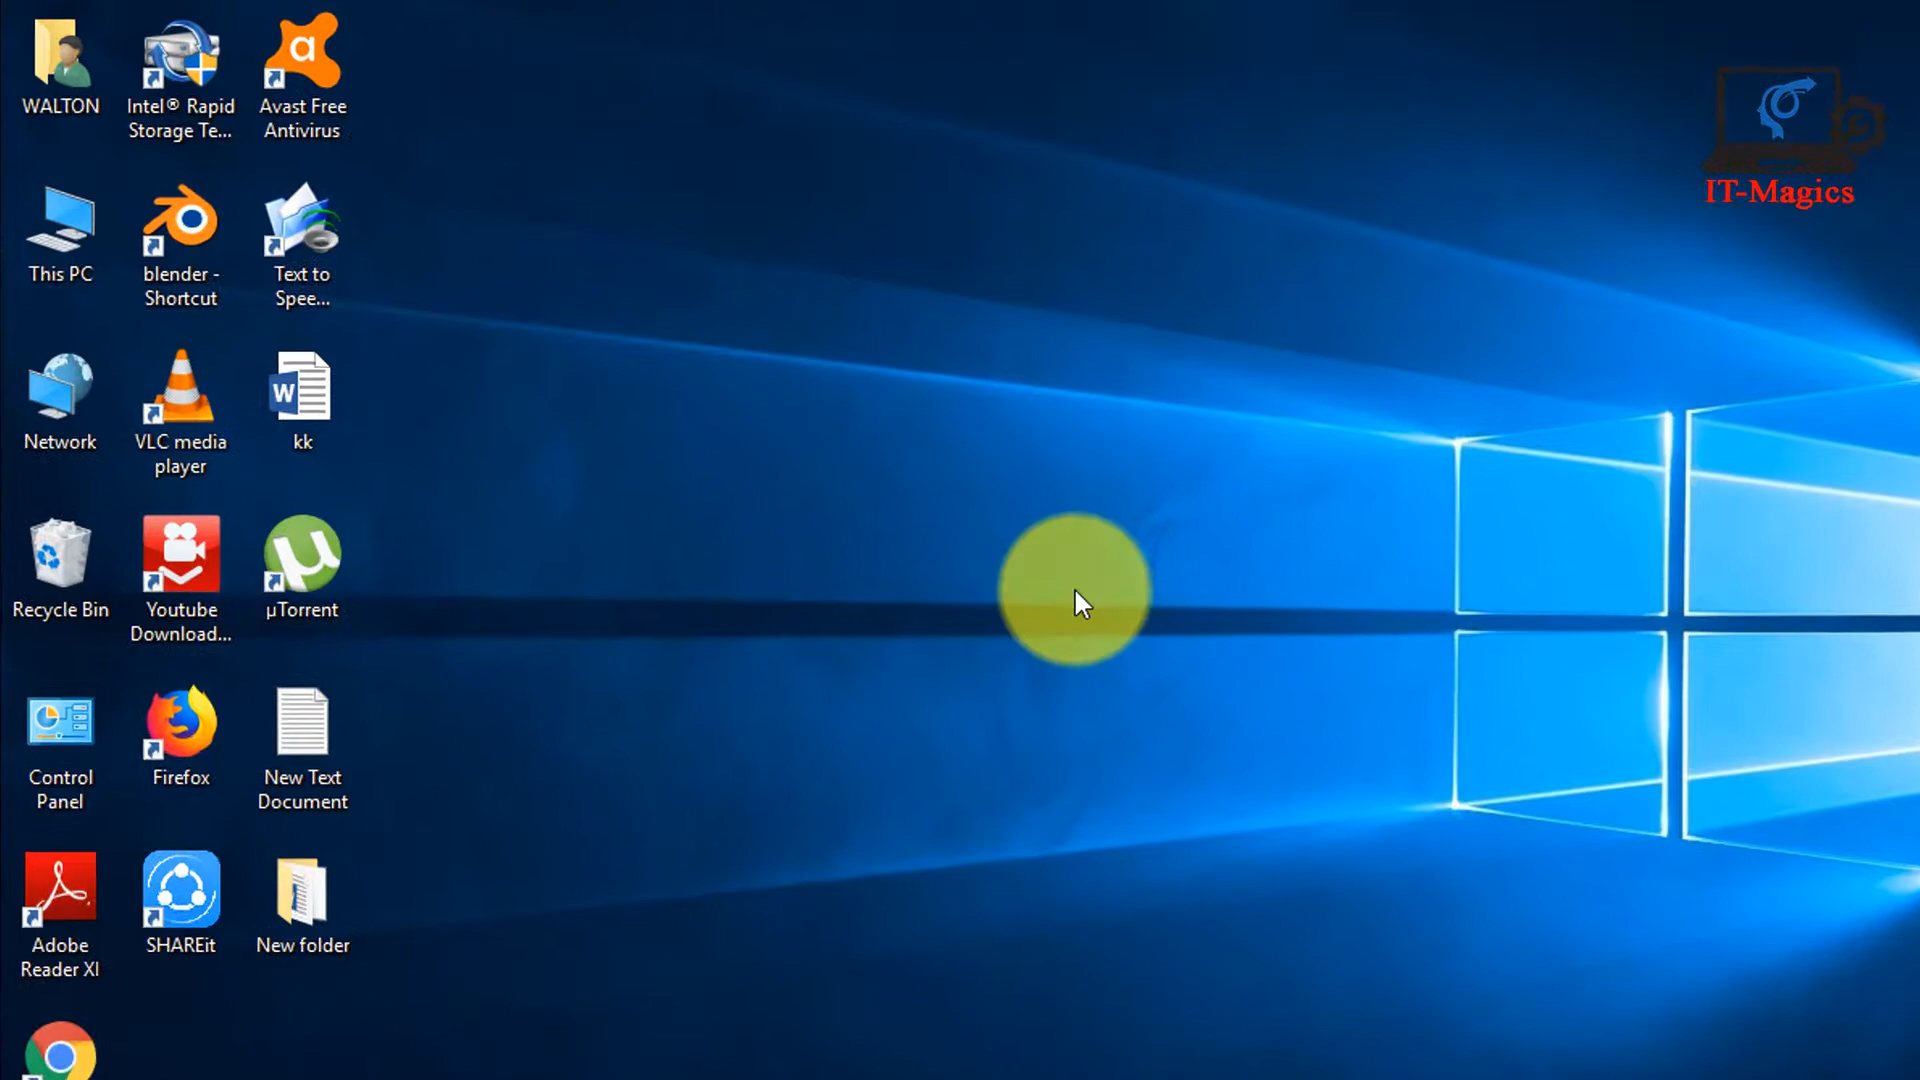 WALTON
Intel® Rapid
Storage Te...
Avast Free
Antivirus
IT-Magics
This PC
blender -
Shortcut
Text to
Spee...
Network
VLC media
player
W
kk
Recycle Bin
Youtube
Download...
µTorrent
Control
Panel
Firefox
New Text
Document
Adobe
Reader XI
SHAREit
New folder